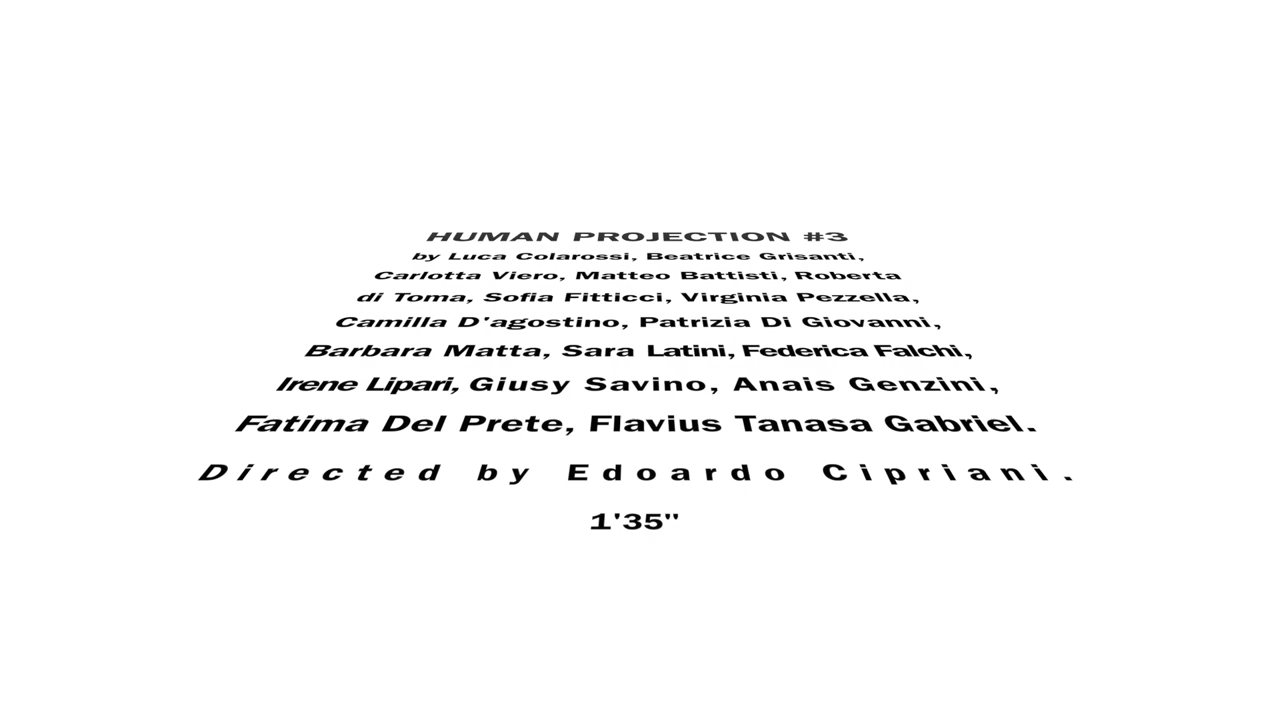 HUMAN PROJECTION #3
by Luca Colarossi, Beatrice Grisanti,
Carlotta Viero, Matteo Battisti, Roberta
di Toma, Sofia Fitticci, Virginia Pezzella,
Camilla D'agostino, Patrizia Di Giovanni,
Barbara Matta, Sara Latini, Federica Falchi,
Irene Lipari, Giusy Savino, Anais Genzini,
Fatima Del Prete, Flavius Tanasa Gabriel.
Directed by Edoardo Cipriani.
1'35"